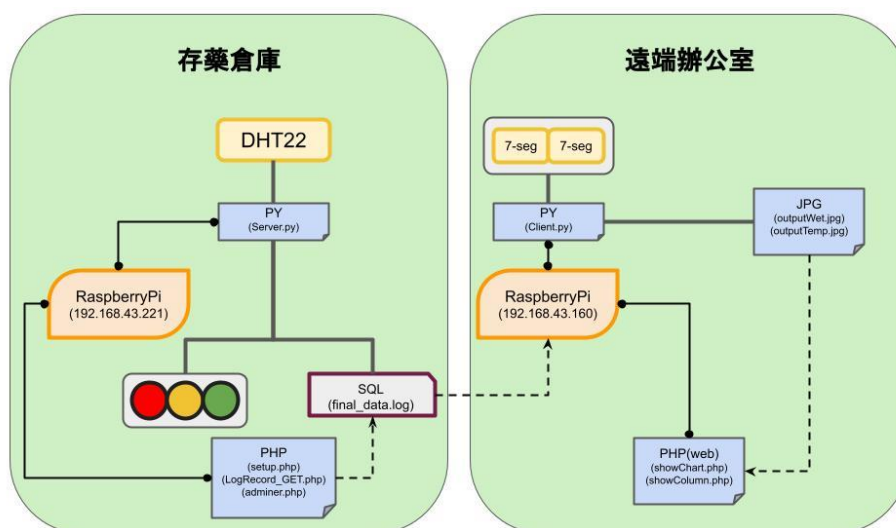 存藥倉庫
DHT22
PY
(Server.py)
RaspberryPi
(192.168.43.221)
SQL
(final_data.log)
PHP
(setup.php)
(LogRecord_GET.php)
(adminer.php)
遠端辦公室
7-seg
7-seg
PY
(Client.py)
JPG
(outputWet.jpg)
(outputTemp.jpg)
RaspberryPi
(192.168.43.160)
PHP(web)
(showChart.php)
(showColumn.php)